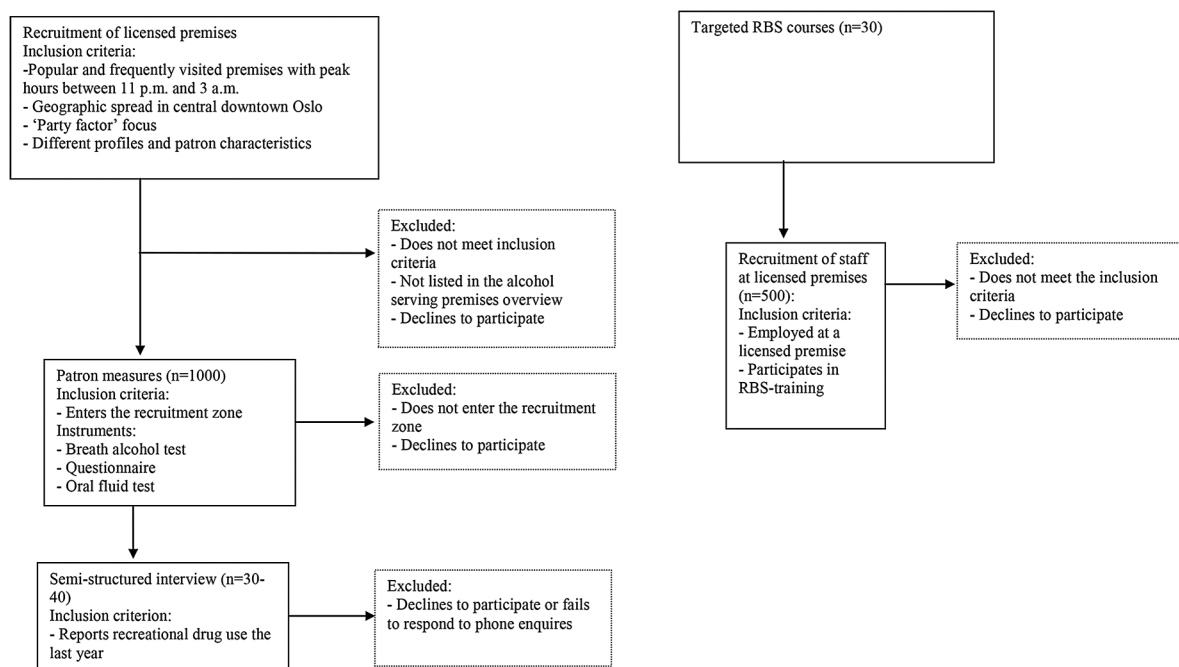 Recruitment of licensed premises
Inclusion criteria:
-Popular and frequently visited premises with peak
hours between 11 p.m. and 3 a.m.
- Geographic spread in central downtown Oslo
- ‘Party factor’ focus
- Different profiles and patron characteristics
Excluded:
- Does not meet inclusion
criteria
- Not listed in the alcohol
serving premises overview
- Declines to participate
Patron measures (n=1000)
Inclusion criteria:
- Enters the recruitment zone
Instruments:
- Breath alcohol test
- Questionnaire
- Oral fluid test
Excluded:
- Does not enter the recruitment
zone
- Declines to participate
Semi-structured interview (n=30-
40)
Inclusion criterion:
- Reports recreational drug use the
last year
Excluded:
- Declines to participate or fails
to respond to phone enquires
Targeted RBS courses (n=30)
Recruitment of staff
at licensed premises
(n=500):
Inclusion criteria:
- Employed at a
licensed premise
- Participates in
RBS-training
Excluded:
- Does not meet the inclusion
criteria
- Declines to participate